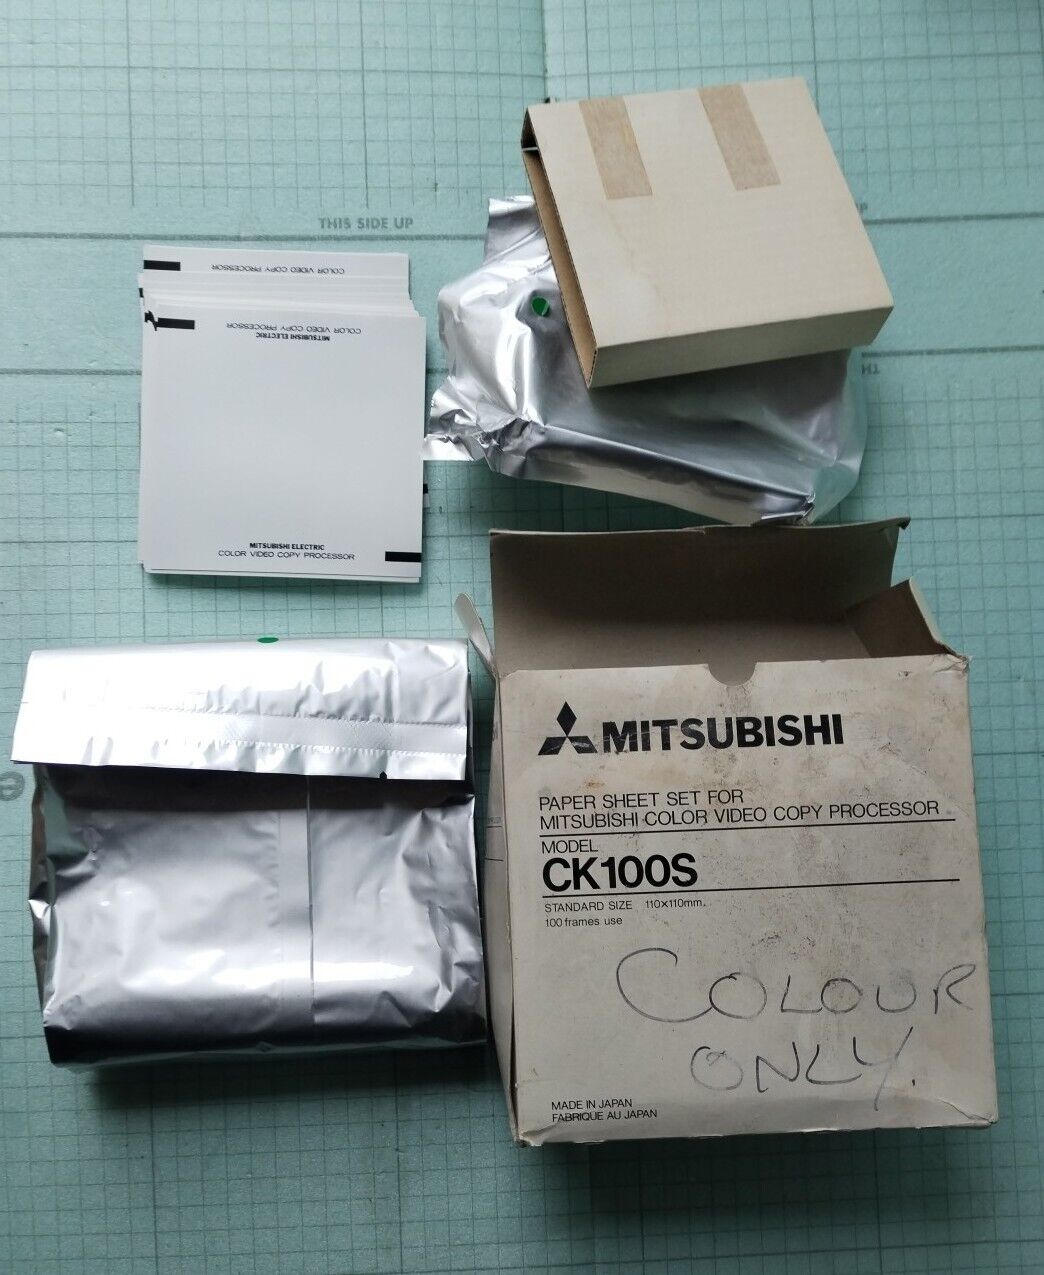 THIS SIDE UP
COLOR VIDEO COPY PROCESSOR
COLOR VIDEO COPY PROCESSOR
MITSUBISHI ELECTRIC
TH
MITSUBISHI ELECTRIC
COLOR VIDEO COPY PROCESSOR
MITSUBISHI
PAPER SHEET SET FOR
MITSUBISHI COLOR VIDEO COPY PROCESSOR
MODEL
CK100S
STANDARD SIZE 110×110mm.
100 frames use
COLOUR
ONLY.
MADE IN JAPAN
FABRIQUE AU JAPAN